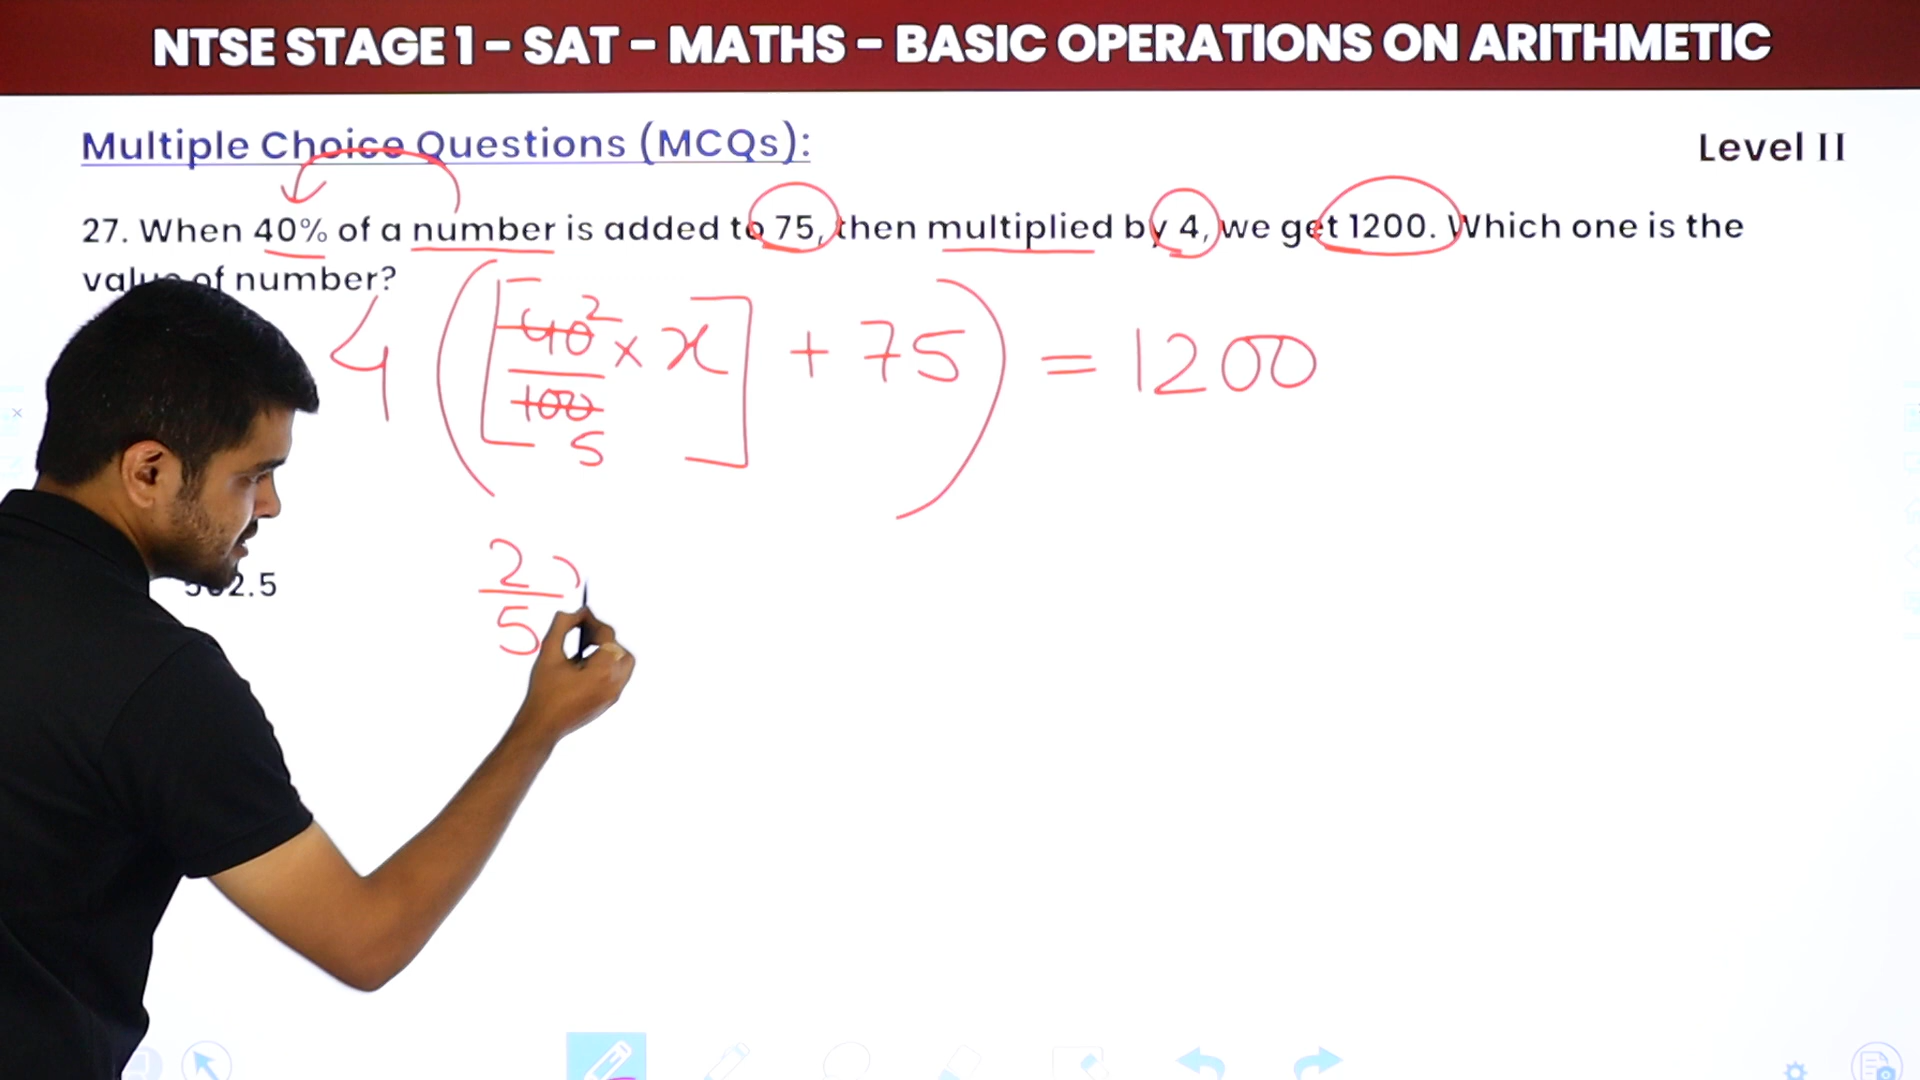 NTSE STAGE 1 – SAT – MATHS – BASIC OPERATIONS ON ARITHMETIC
Multiple Choice Questions (MCQs):
Level II
27. When 40% of a number is added to 75, then multiplied by 4, we get 1200. Which one is the
value of number?
4 ( [ 40/100 × x ] + 75 ) = 1200
2
5
2.5
2/5